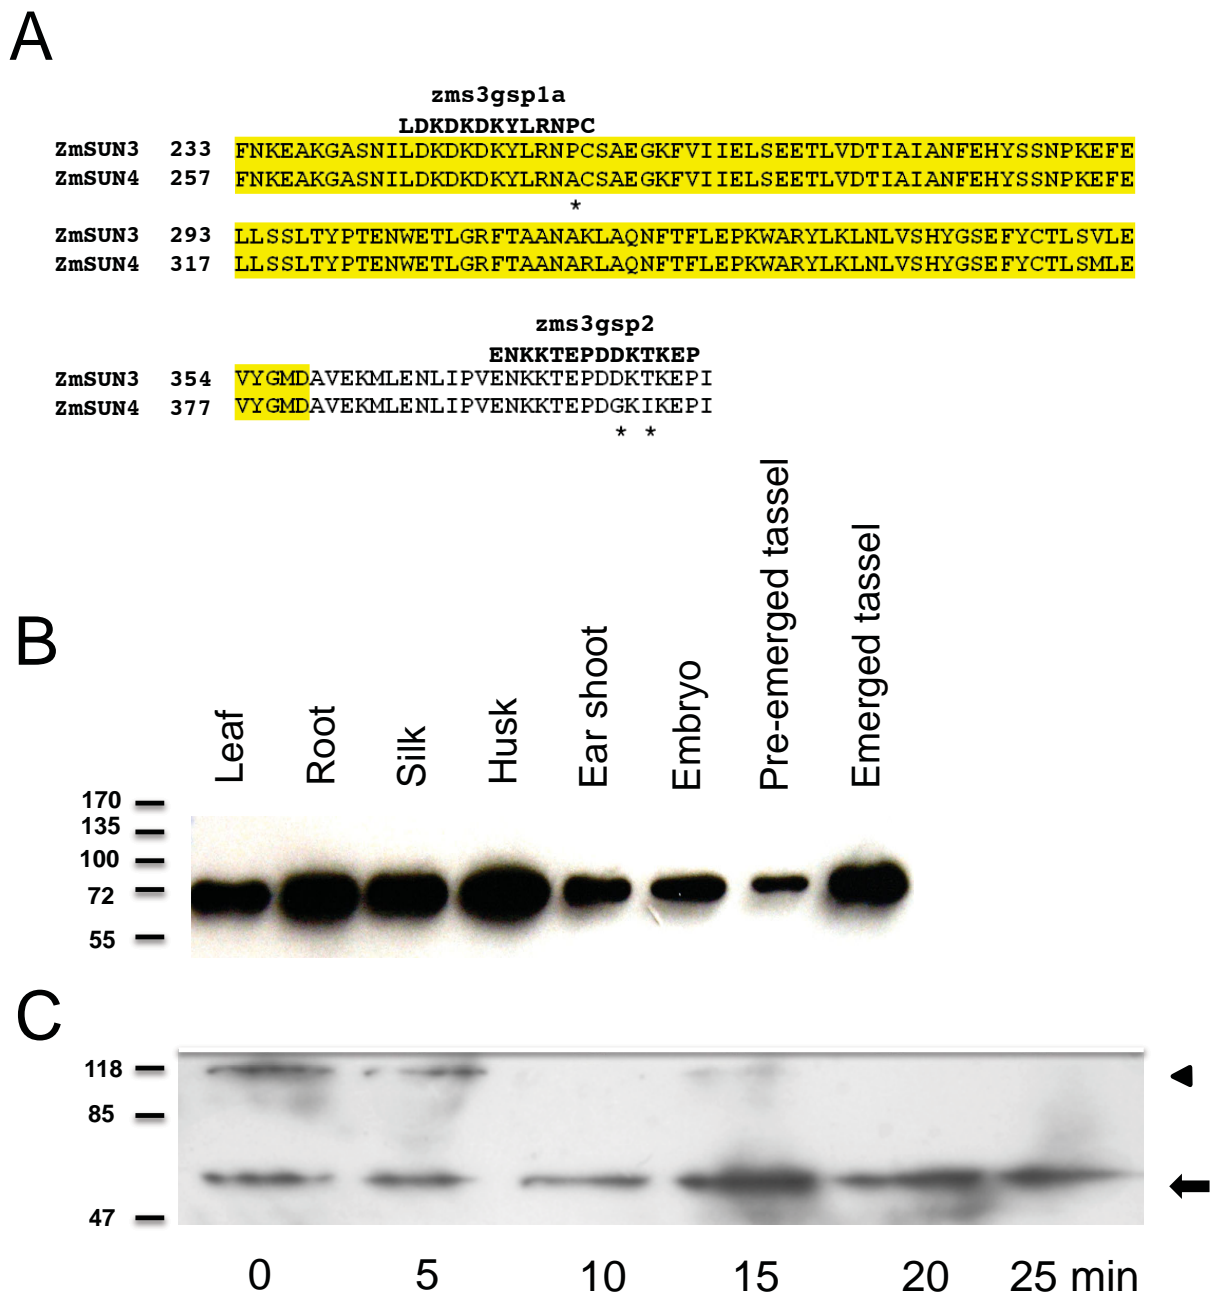 A
zms3gsp1a
LDKDKDKYLRNPC
ZmSUN3 233 FNKEAKGASNILDKDKDKYLRNPCSAEGKFVIIELSEETLVDTIAIANFEHYSSNPKEFE
ZmSUN4 257 FNKEAKGASNILDKDKDKYLRNACSAEGKFVIIELSEETLVDTIAIANFEHYSSNPKEFE
*
ZmSUN3 293 LLSSLTYPTENWETLGRFTAANAKLAQNFTFLEPKWARYLKLNLVSHYGSEFYCTLSVLE
ZmSUN4 317 LLSSLTYPTENWETLGRFTAANARLAQNFTFLEPKWARYLKLNLVSHYGSEFYCTLSMLE
zms3gsp2
ENKKTEPDDKTKEP
ZmSUN3 354 VYGMDAVEKMLENLIPVENKKTEPDDKTKEPI
ZmSUN4 377 VYGMDAVEKMLENLIPVENKKTEPDGKIKEPI
* *
B
Leaf
Root
Silk
Husk
Ear shoot
Embryo
Pre-emerged tassel
Emerged tassel
170
135
100
72
55
C
118
85
47
0 5 10 15 20 25 min